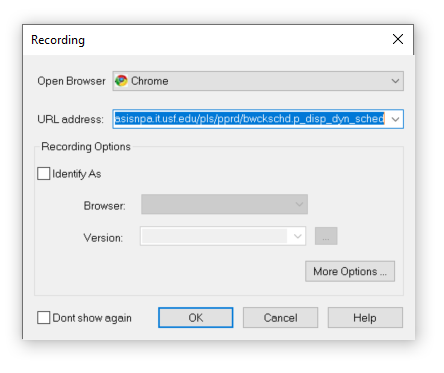 Recording
Open Browser Chrome
URL address: asisnpa.it.usf.edu/pls/pprd/bwckschd.p_disp_dyn_sched
Recording Options
Identify As
Browser:
Version: ...
More Options ...
Dont show again OK Cancel Help